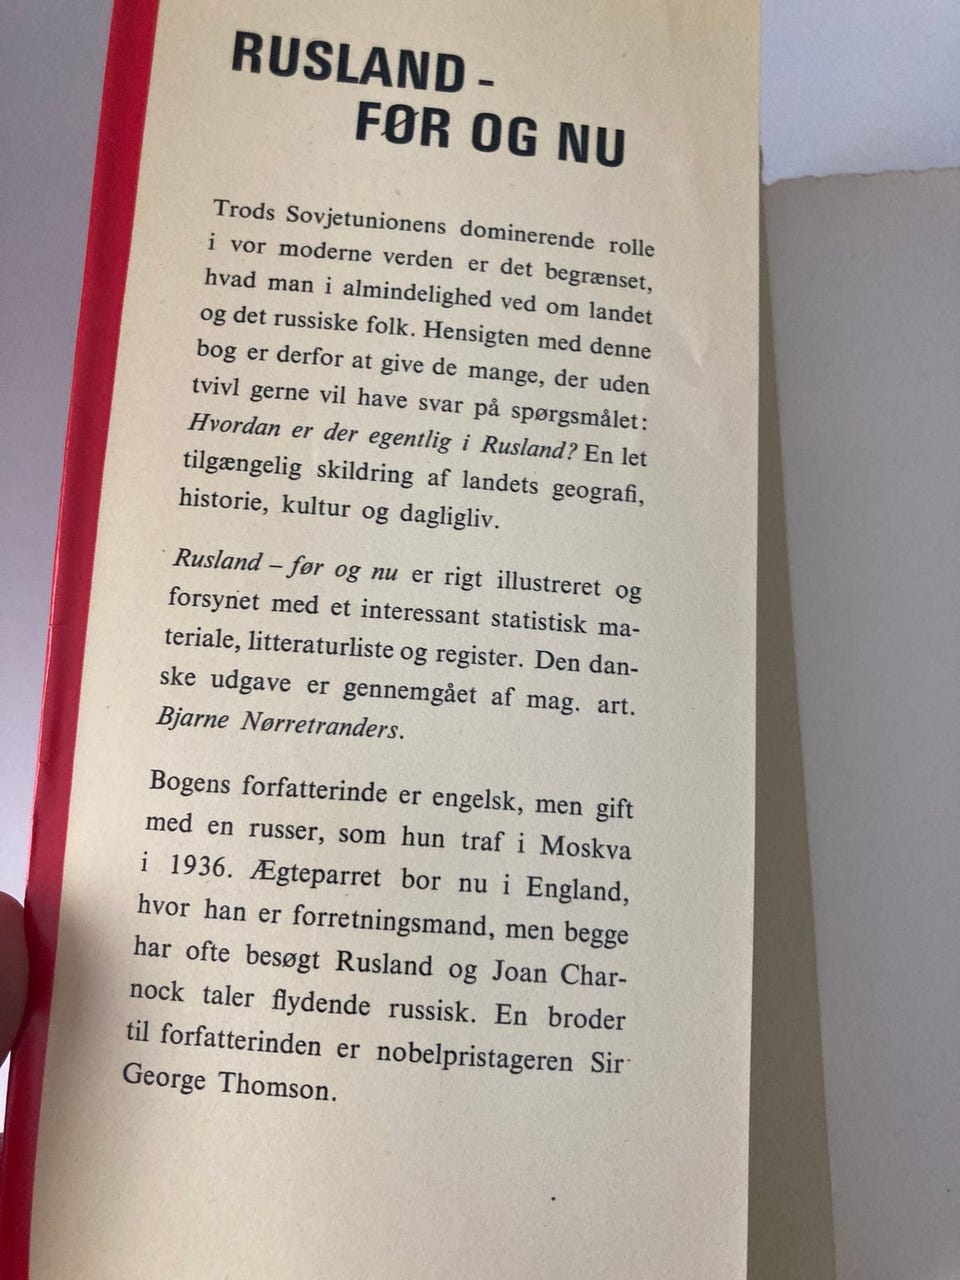 RUSLAND -
FØR OG NU
Trods Sovjetunionens dominerende rolle
i vor moderne verden er det begrænset,
hvad man i almindelighed ved om landet
og det russiske folk. Hensigten med denne
bog er derfor at give de mange, der uden
tvivl gerne vil have svar på spørgsmålet:
Hvordan er der egentlig i Rusland? En let
tilgængelig skildring af landets geografi,
historie, kultur og dagligliv.
Rusland – før og nu er rigt illustreret og
forsynet med et interessant statistisk ma-
teriale, litteraturliste og register. Den dan-
ske udgave er gennemgået af mag. art.
Bjarne Nørretranders.
Bogens forfatterinde er engelsk, men gift
med en russer, som hun traf i Moskva
i 1936. Ægteparret bor nu i England,
hvor han er forretningsmand, men begge
har ofte besøgt Rusland og Joan Char-
nock taler flydende russisk. En broder
til forfatterinden er nobelpristageren Sir
George Thomson.